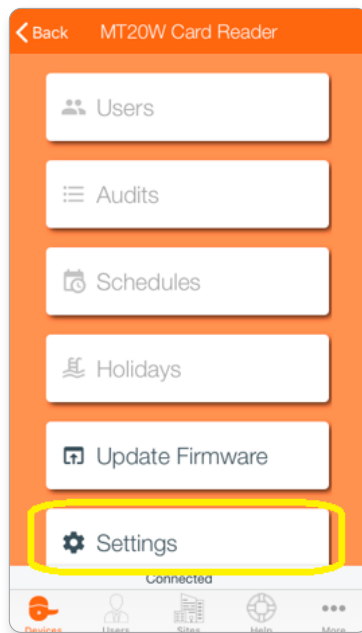 Back MT20W Card Reader
Users
Audits
Schedules
Holidays
Update Firmware
Settings
Connected
Devices Users Sites Help More